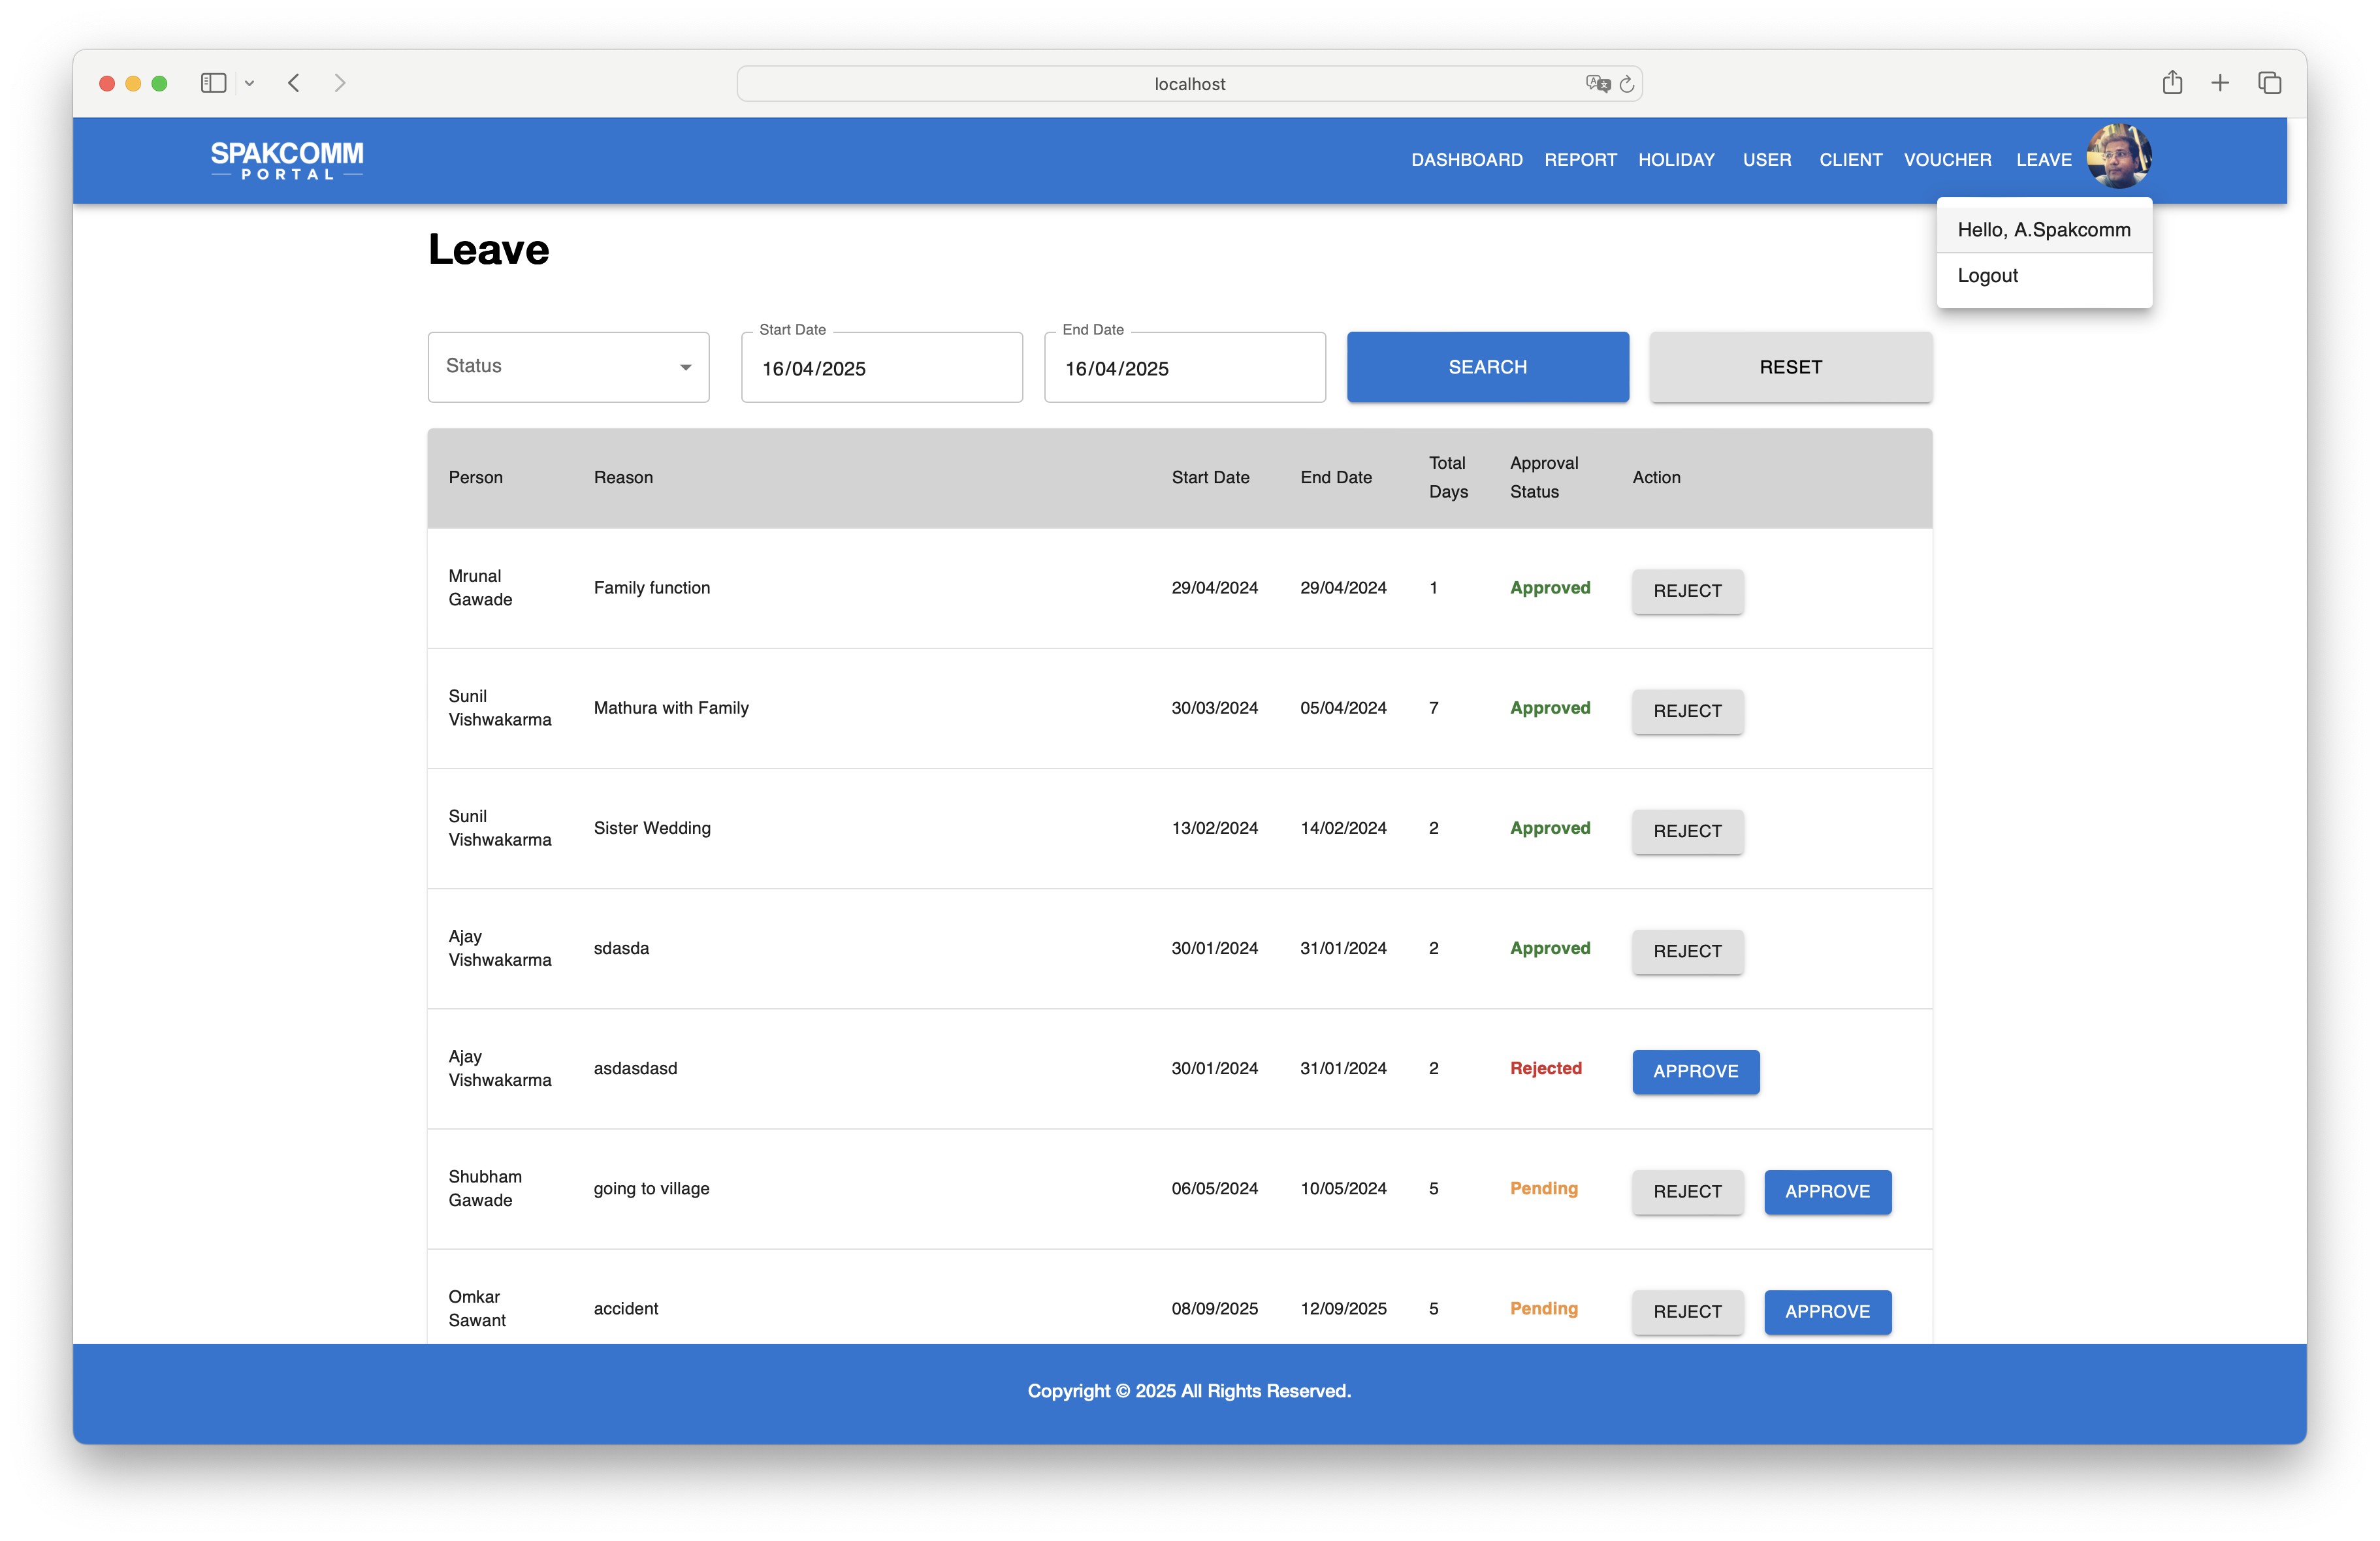 localhost
SPAKCOMM
PORTAL
DASHBOARD REPORT HOLIDAY USER CLIENT VOUCHER LEAVE
Hello, A.Spakcomm
Logout
Leave
Status
Start Date
16/04/2025
End Date
16/04/2025
SEARCH
RESET
Person Reason Start Date End Date Total Days Approval Status Action
Mrunal Gawade Family function 29/04/2024 29/04/2024 1 Approved REJECT
Sunil Vishwakarma Mathura with Family 30/03/2024 05/04/2024 7 Approved REJECT
Sunil Vishwakarma Sister Wedding 13/02/2024 14/02/2024 2 Approved REJECT
Ajay Vishwakarma sdasda 30/01/2024 31/01/2024 2 Approved REJECT
Ajay Vishwakarma asdasdasd 30/01/2024 31/01/2024 2 Rejected APPROVE
Shubham Gawade going to village 06/05/2024 10/05/2024 5 Pending REJECT APPROVE
Omkar Sawant accident 08/09/2025 12/09/2025 5 Pending REJECT APPROVE
Copyright © 2025 All Rights Reserved.